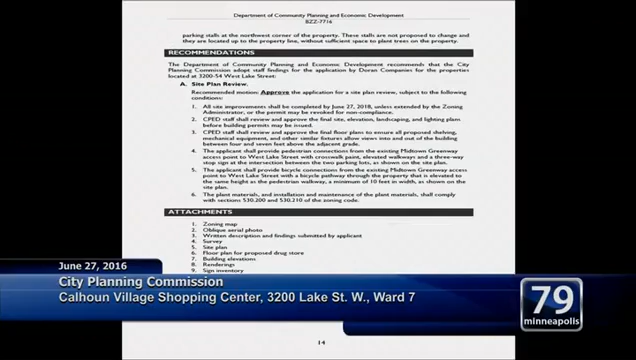 Department of Community Planning and Economic Development
BZZ-7716
parking stalls at the northwest corner of the property. These stalls are not proposed to change and
they are located up to the property line, without sufficient space to plant trees on the property.
RECOMMENDATIONS
The Department of Community Planning and Economic Development recommends that the City
Planning Commission adopt staff findings for the application by Doran Companies for the properties
located at 3200-54 West Lake Street:
A. Site Plan Review.
Recommended motion: Approve the application for a site plan review, subject to the following
conditions:
1. All site improvements shall be completed by June 27, 2018, unless extended by the Zoning
Administrator, or the permit may be revoked for non-compliance.
2. CPED staff shall review and approve the final site, elevation, landscaping, and lighting plans
before building permits may be issued.
3. CPED staff shall review and approve the final floor plans to ensure all proposed shelving,
mechanical equipment, and other similar fixtures allow views into and out of the building
between four and seven feet above the adjacent grade.
4. The applicant shall provide pedestrian connections from the existing Midtown Greenway
access point to West Lake Street with crosswalk paint, elevated walkways and a three-way
stop sign at the intersection between the two parking lots, as shown on the site plan.
5. The applicant shall provide bicycle connections from the existing Midtown Greenway access
point to West Lake Street with a bicycle pathway through the property that is elevated to
the same height as the pedestrian walkway, a minimum of 10 feet in width, as shown on the
site plan.
6. The plant materials, and installation and maintenance of the plant materials, shall comply
with sections 530.200 and 530.210 of the zoning code.
ATTACHMENTS
1. Zoning map
2. Oblique aerial photo
3. Written description and findings submitted by applicant
4. Survey
5. Site plan
6. Floor plan for proposed drug store
7. Building elevations
8. Renderings
9. Sign inventory
June 27, 2016
City Planning Commission
Calhoun Village Shopping Center, 3200 Lake St. W., Ward 7
79
minneapolis
14